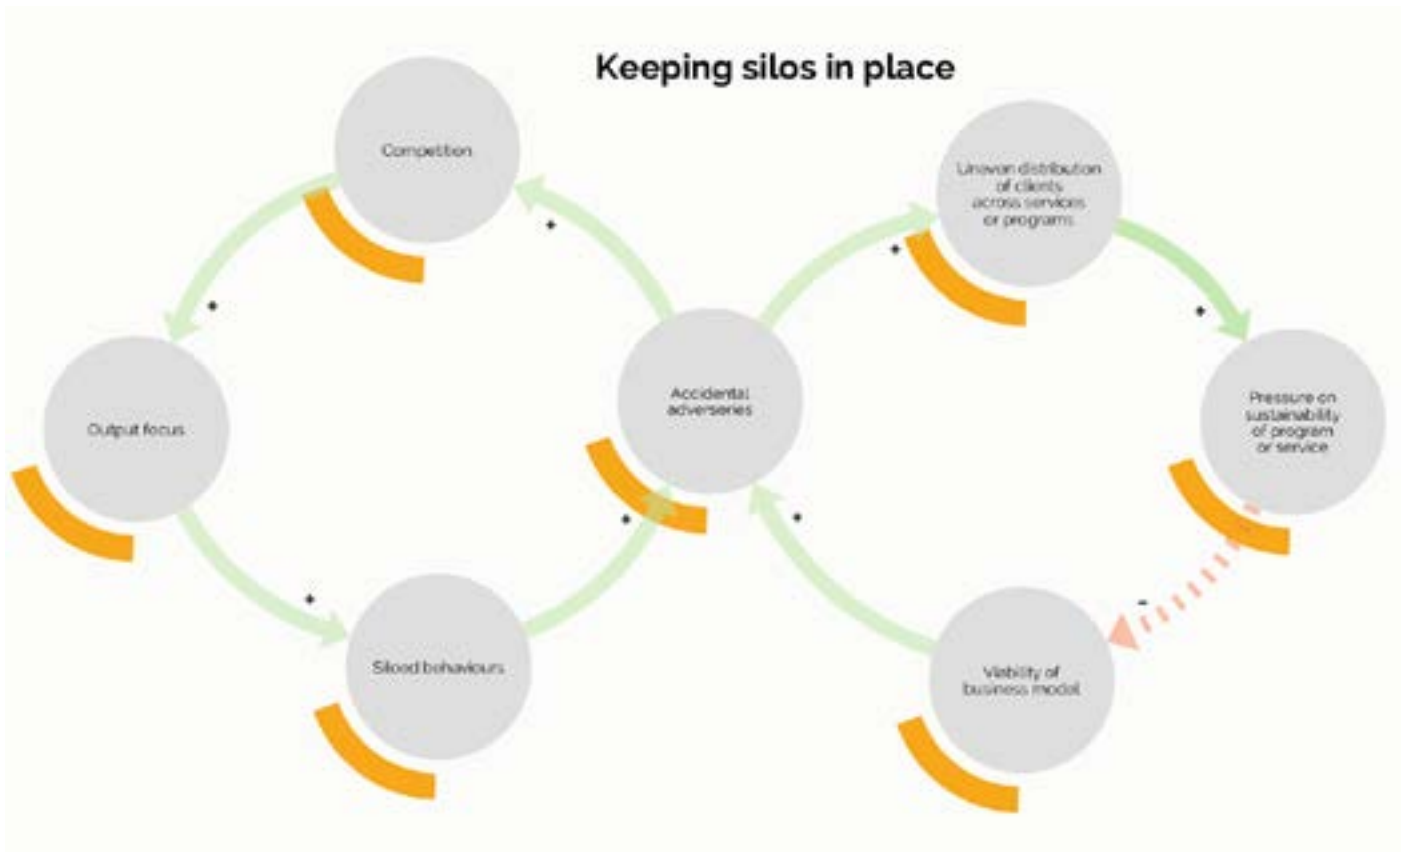 Keeping silos in place
Competition
Uneven distribution
of clients
across services
or programs
+
+
+
+
+
Output focus
Accidental
adverseries
Pressure on
sustainability
of program
or service
+
+
+
-
Siloed behaviours
Viability of
business model